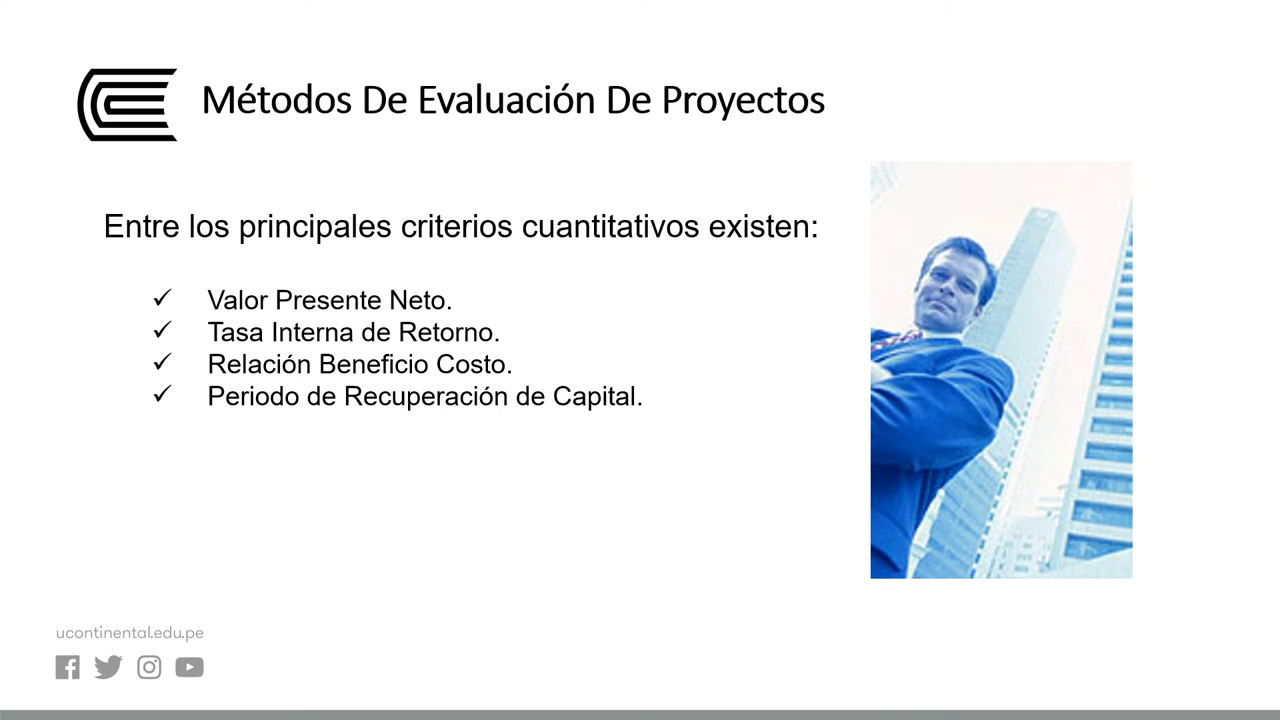 Métodos De Evaluación De Proyectos
Entre los principales criterios cuantitativos existen:
✓ Valor Presente Neto.
✓ Tasa Interna de Retorno.
✓ Relación Beneficio Costo.
✓ Periodo de Recuperación de Capital.
ucontinental.edu.pe